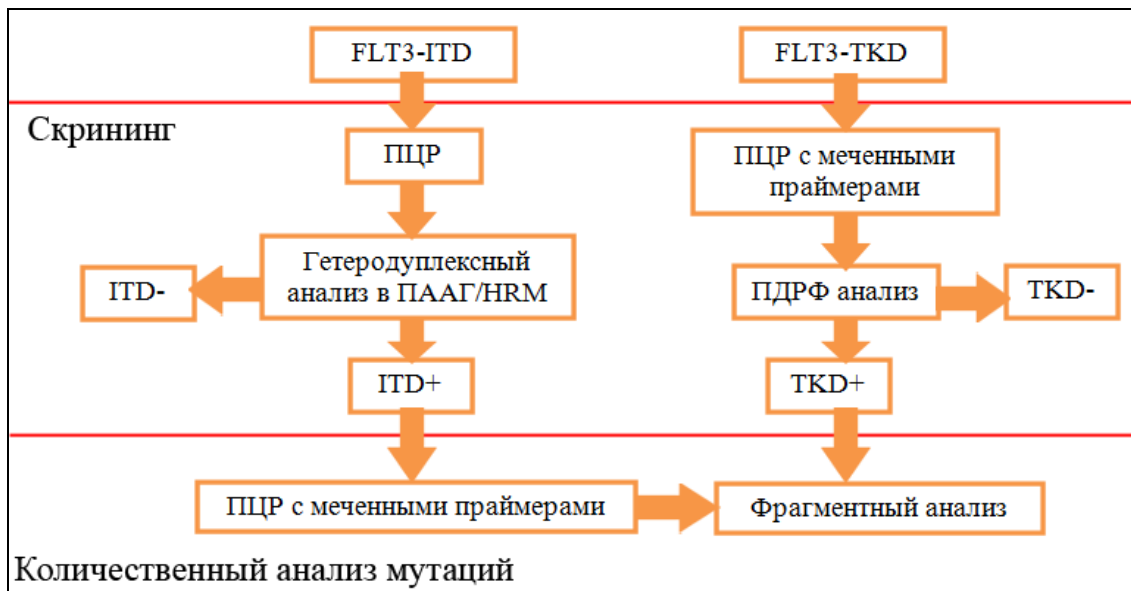 FLT3-ITD
FLT3-TKD
Скрининг
ПЦР
ПЦР с меченными
праймерами
Гетеродуплексный
анализ в ПААГ/HRM
ITD-
ПДРФ анализ
TKD-
ITD+
TKD+
ПЦР с меченными праймерами
Фрагментный анализ
Количественный анализ мутаций